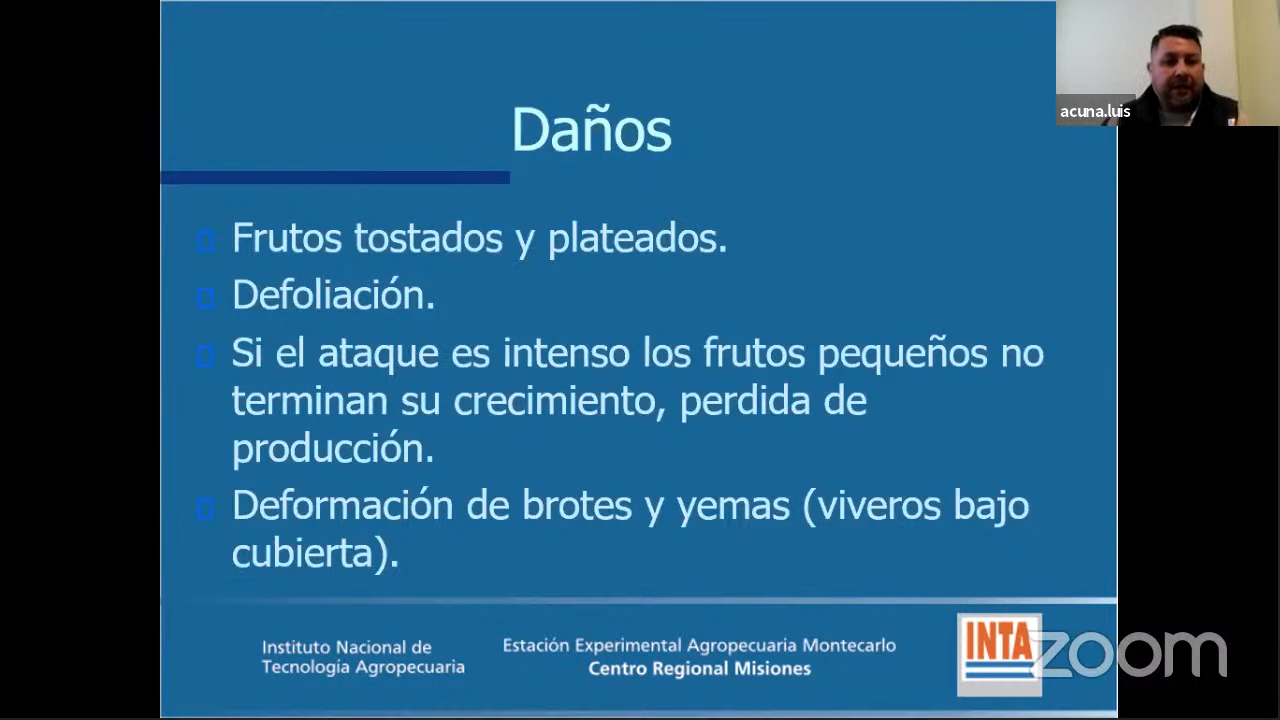 acuna.luis
Daños
Frutos tostados y plateados.
Defoliación.
Si el ataque es intenso los frutos pequeños no
terminan su crecimiento, perdida de
producción.
Deformación de brotes y yemas (viveros bajo
cubierta).
Instituto Nacional de
Tecnología Agropecuaria
Estación Experimental Agropecuaria Montecarlo
Centro Regional Misiones
INTA
zoom